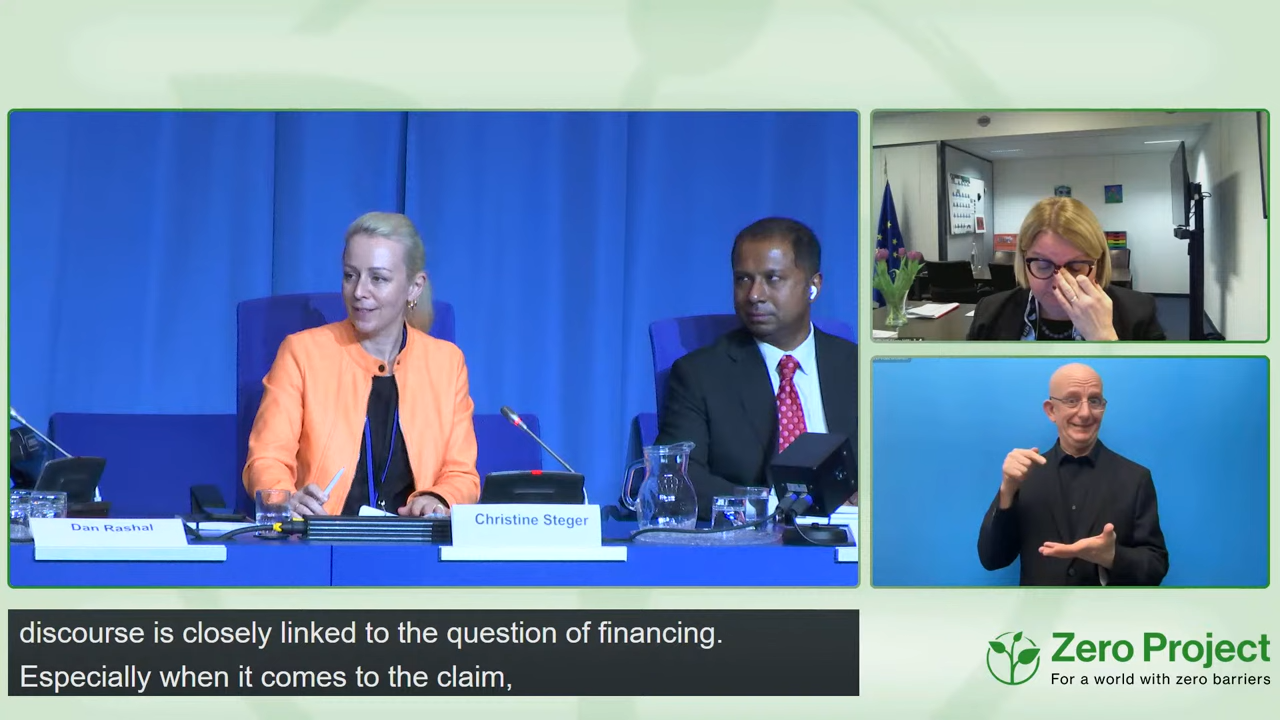 Dan Rashal
Christine Steger
discourse is closely linked to the question of financing.
Especially when it comes to the claim,
Zero Project
For a world with zero barriers